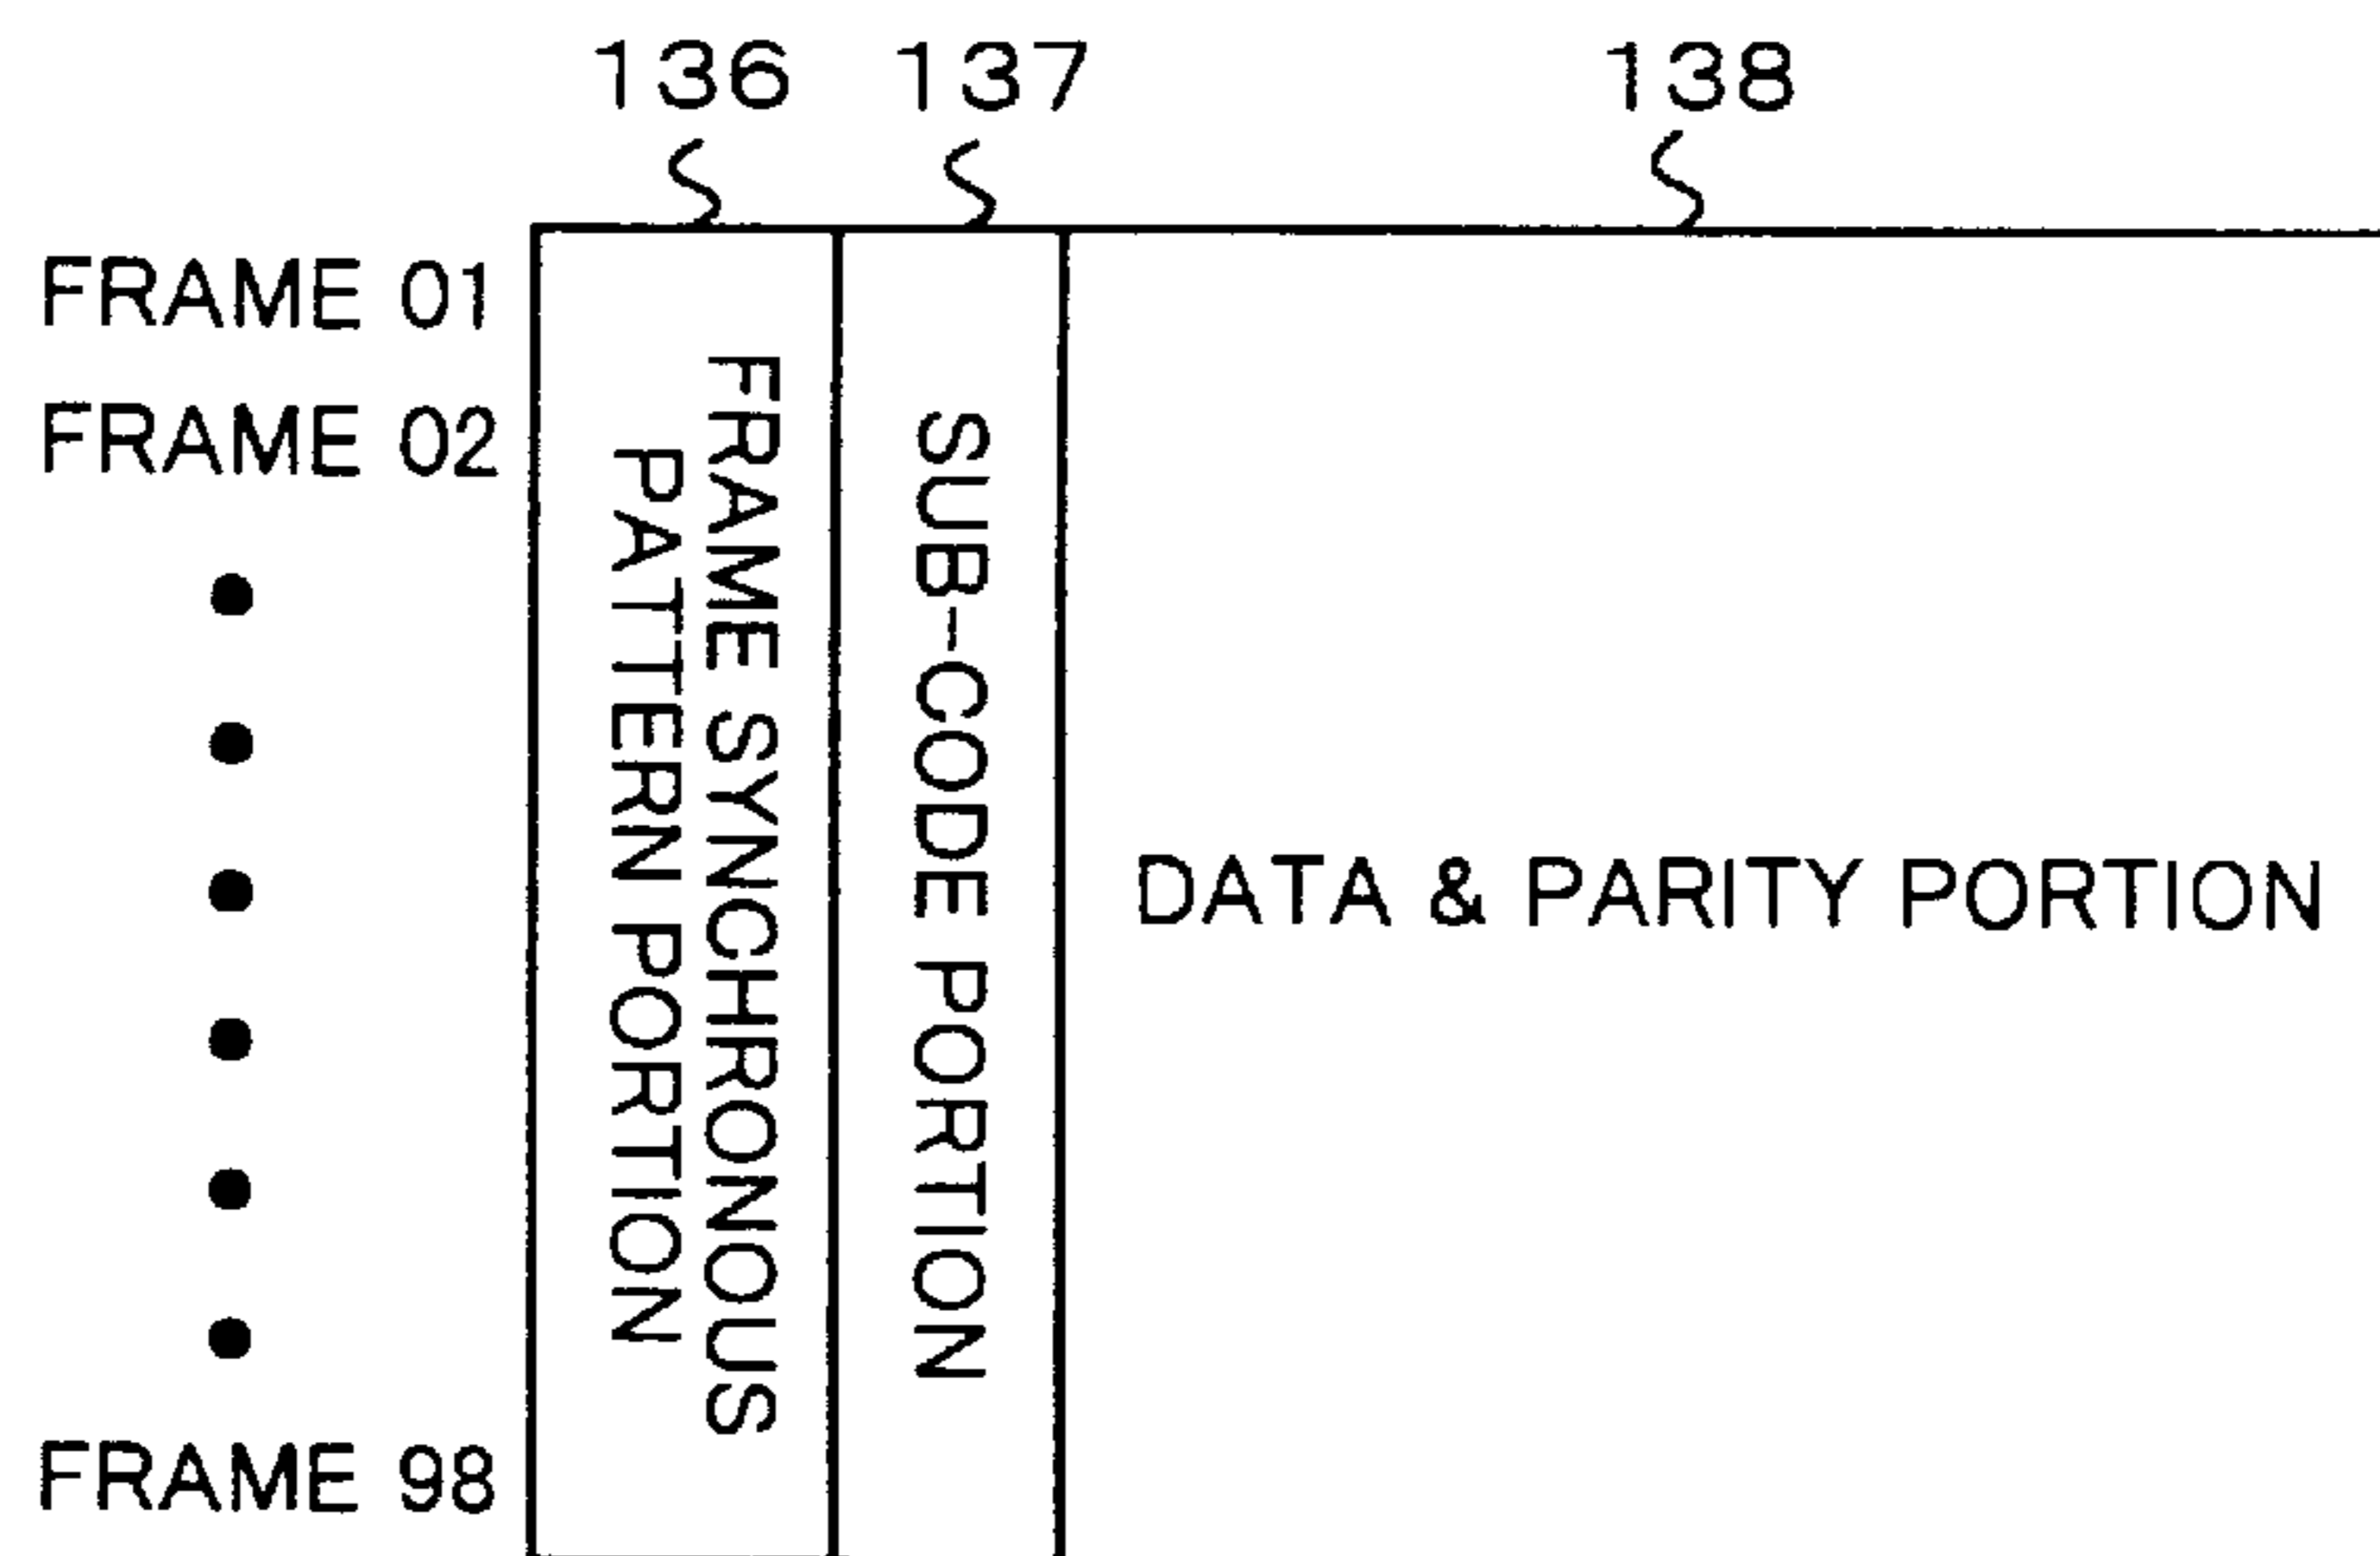 136 137 138
FRAME 01
FRAME 02
FRAME 98
FRAME SYNCHRONOUS
PATTERN PORTION
SUB-CODE PORTION
DATA & PARITY PORTION